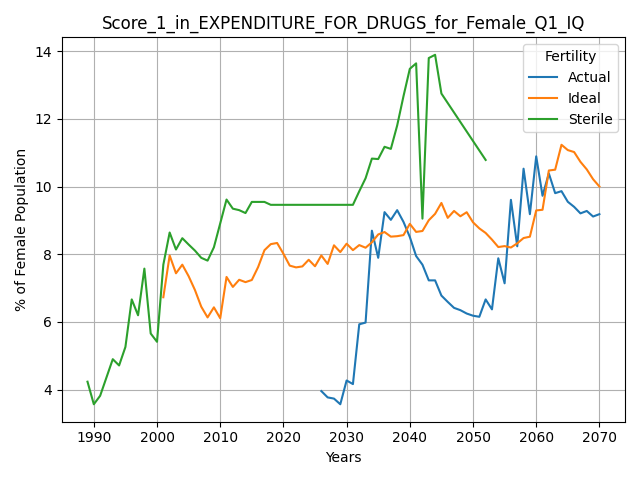 Score_1_in_EXPENDITURE_FOR_DRUGS_for_Female_Q1_IQ
Fertility
Actual
Ideal
Sterile
% of Female Population
14
12
10
8
6
4
1990 2000 2010 2020 2030 2040 2050 2060 2070
Years